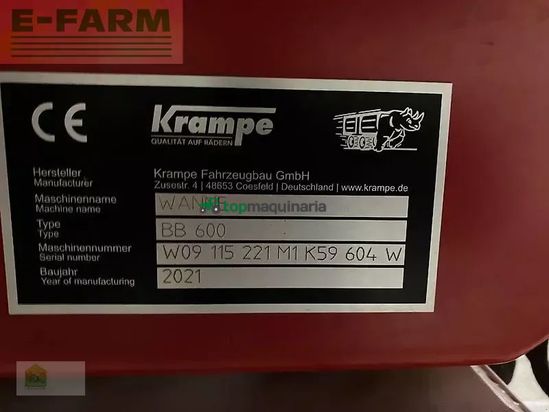 E-FARM
CE
Krampe
QUALITÄT AUF RÄDERN
Hersteller
Manufacturer
Krampe Fahrzeugbau GmbH
Zusestr. 4 | 48653 Coesfeld | Deutschland | www.krampe.de
Maschinenname
Machine name
topmaquinaria
Type
Type
BB 600
Maschinennummer
Serial number
W09 115 221 M1 K59 604 W
Baujahr
Year of manufacturing
2021